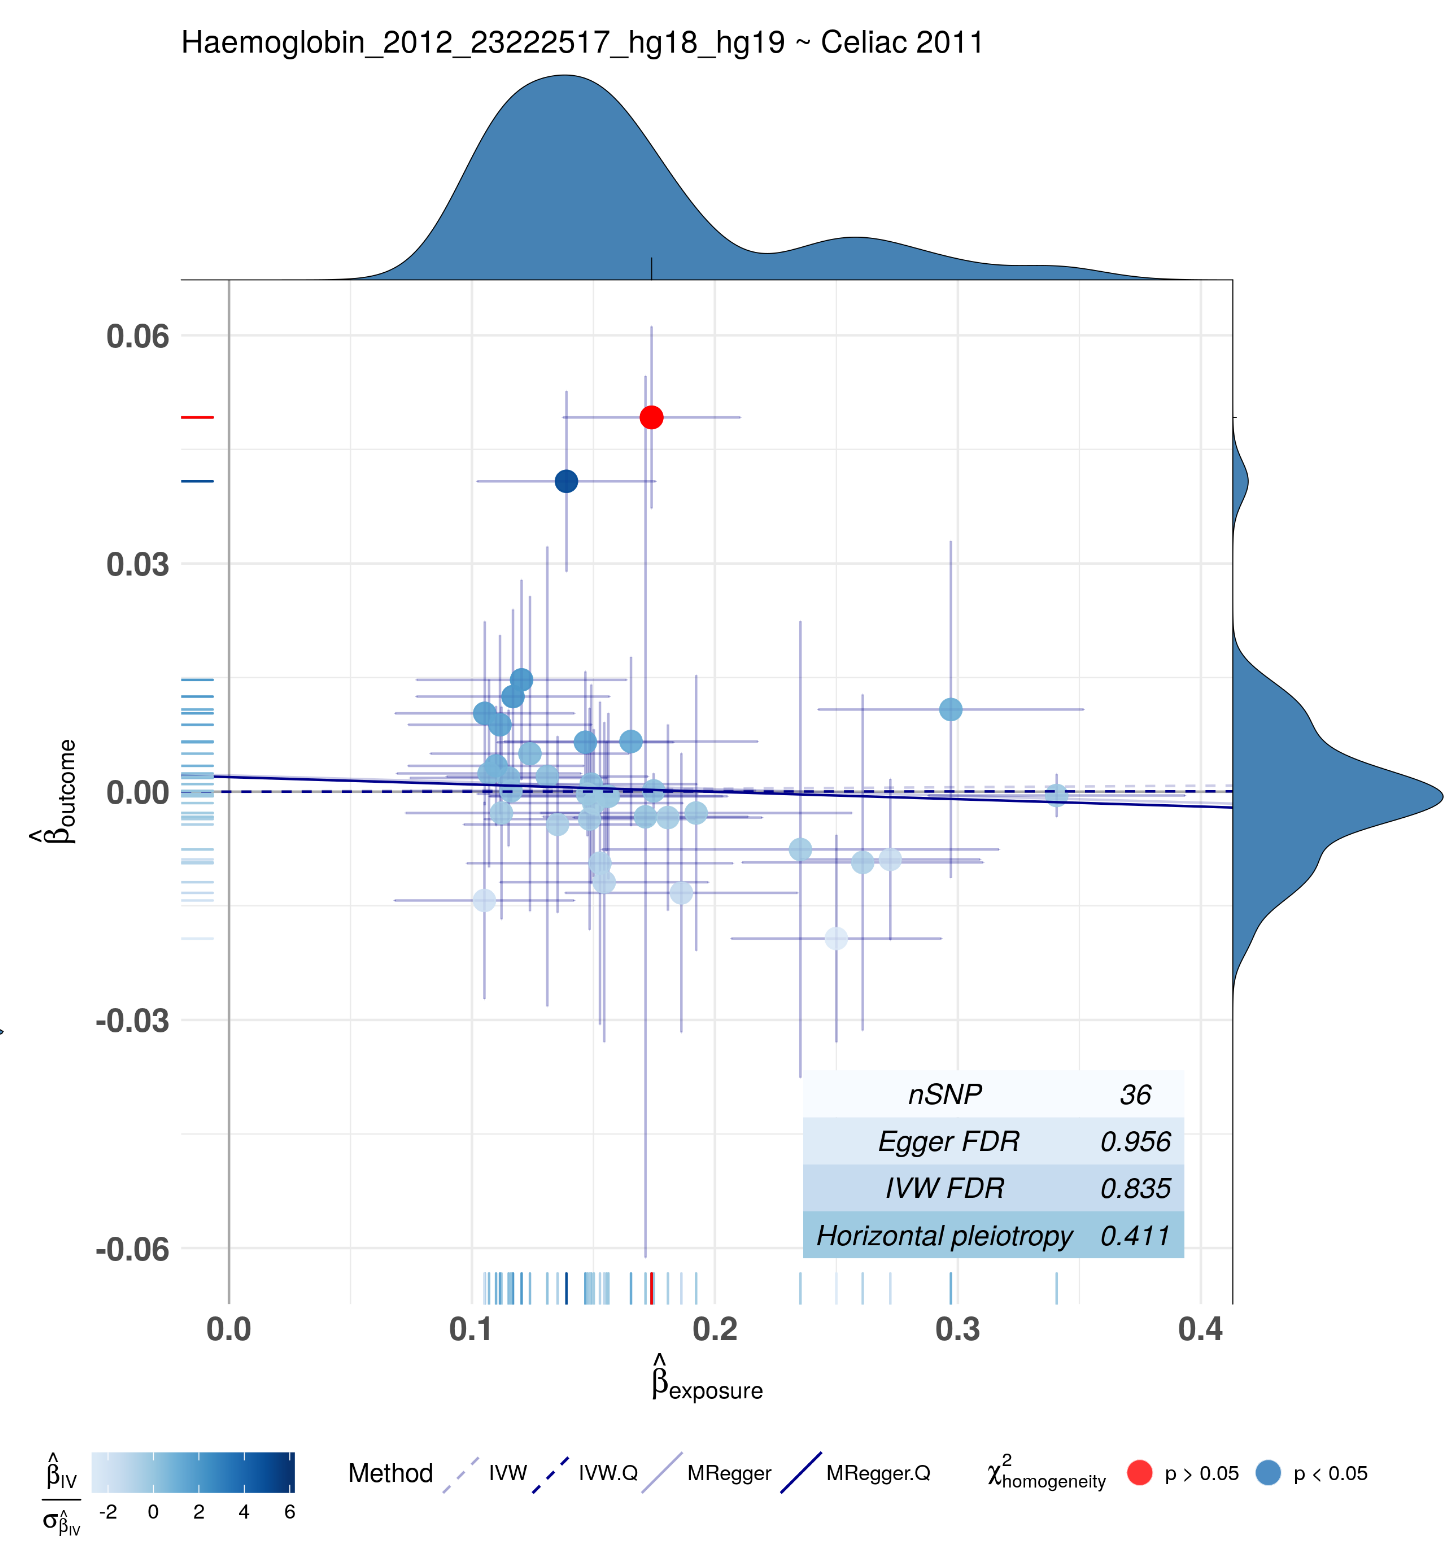 Haemoglobin_2012_23222517_hg18_hg19 ~ Celiac 2011
0.06
0.03
0.00
-0.03
-0.06
β̂outcome
nSNP 36
Egger FDR 0.956
IVW FDR 0.835
Horizontal pleiotropy 0.411
0.0 0.1 0.2 0.3 0.4
β̂exposure
β̂IV
σβ̂IV
-2 0 2 4 6
Method IVW IVW.Q MRegger MRegger.Q
χ²homogeneity p > 0.05 p < 0.05